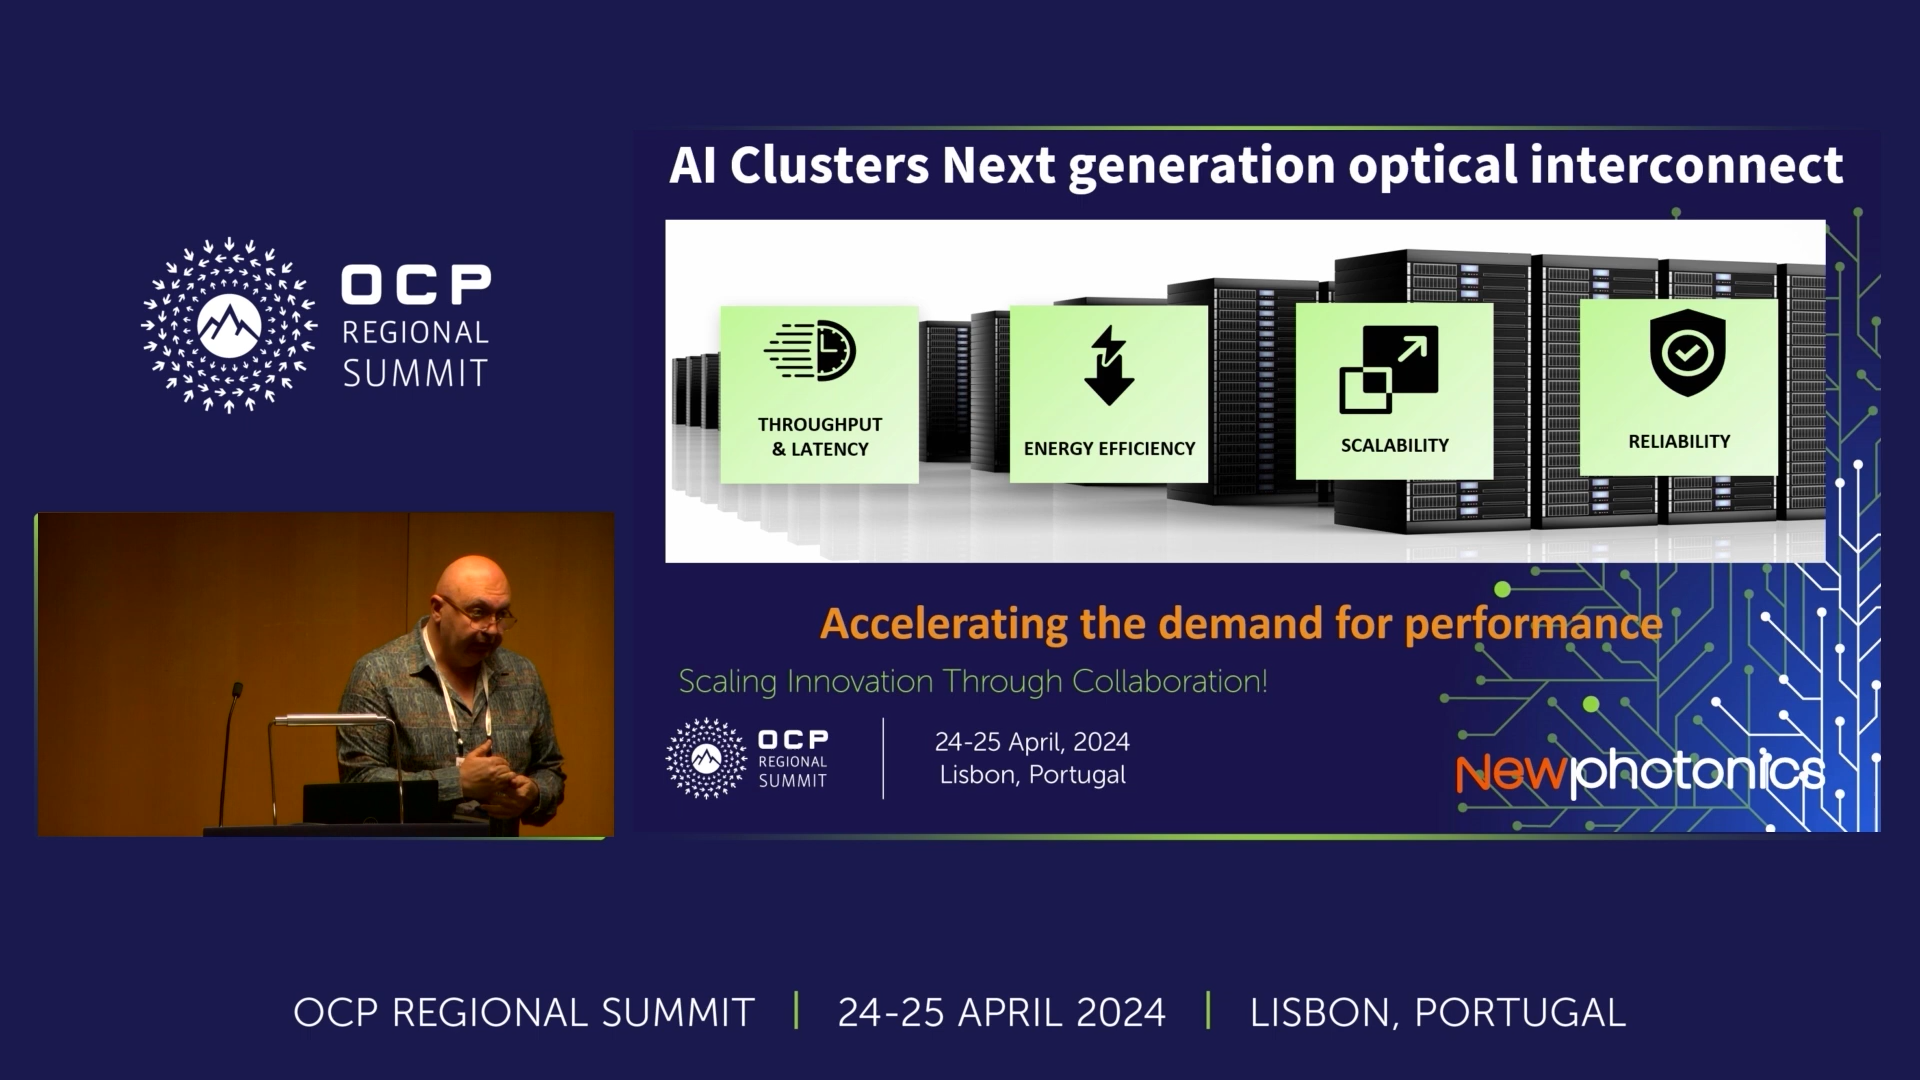 OCP
REGIONAL
SUMMIT
AI Clusters Next generation optical interconnect
THROUGHPUT
& LATENCY
ENERGY EFFICIENCY
SCALABILITY
RELIABILITY
Accelerating the demand for performance
Scaling Innovation Through Collaboration!
OCP
REGIONAL
SUMMIT
24-25 April, 2024
Lisbon, Portugal
Newphotonics
OCP REGIONAL SUMMIT | 24-25 APRIL 2024 | LISBON, PORTUGAL